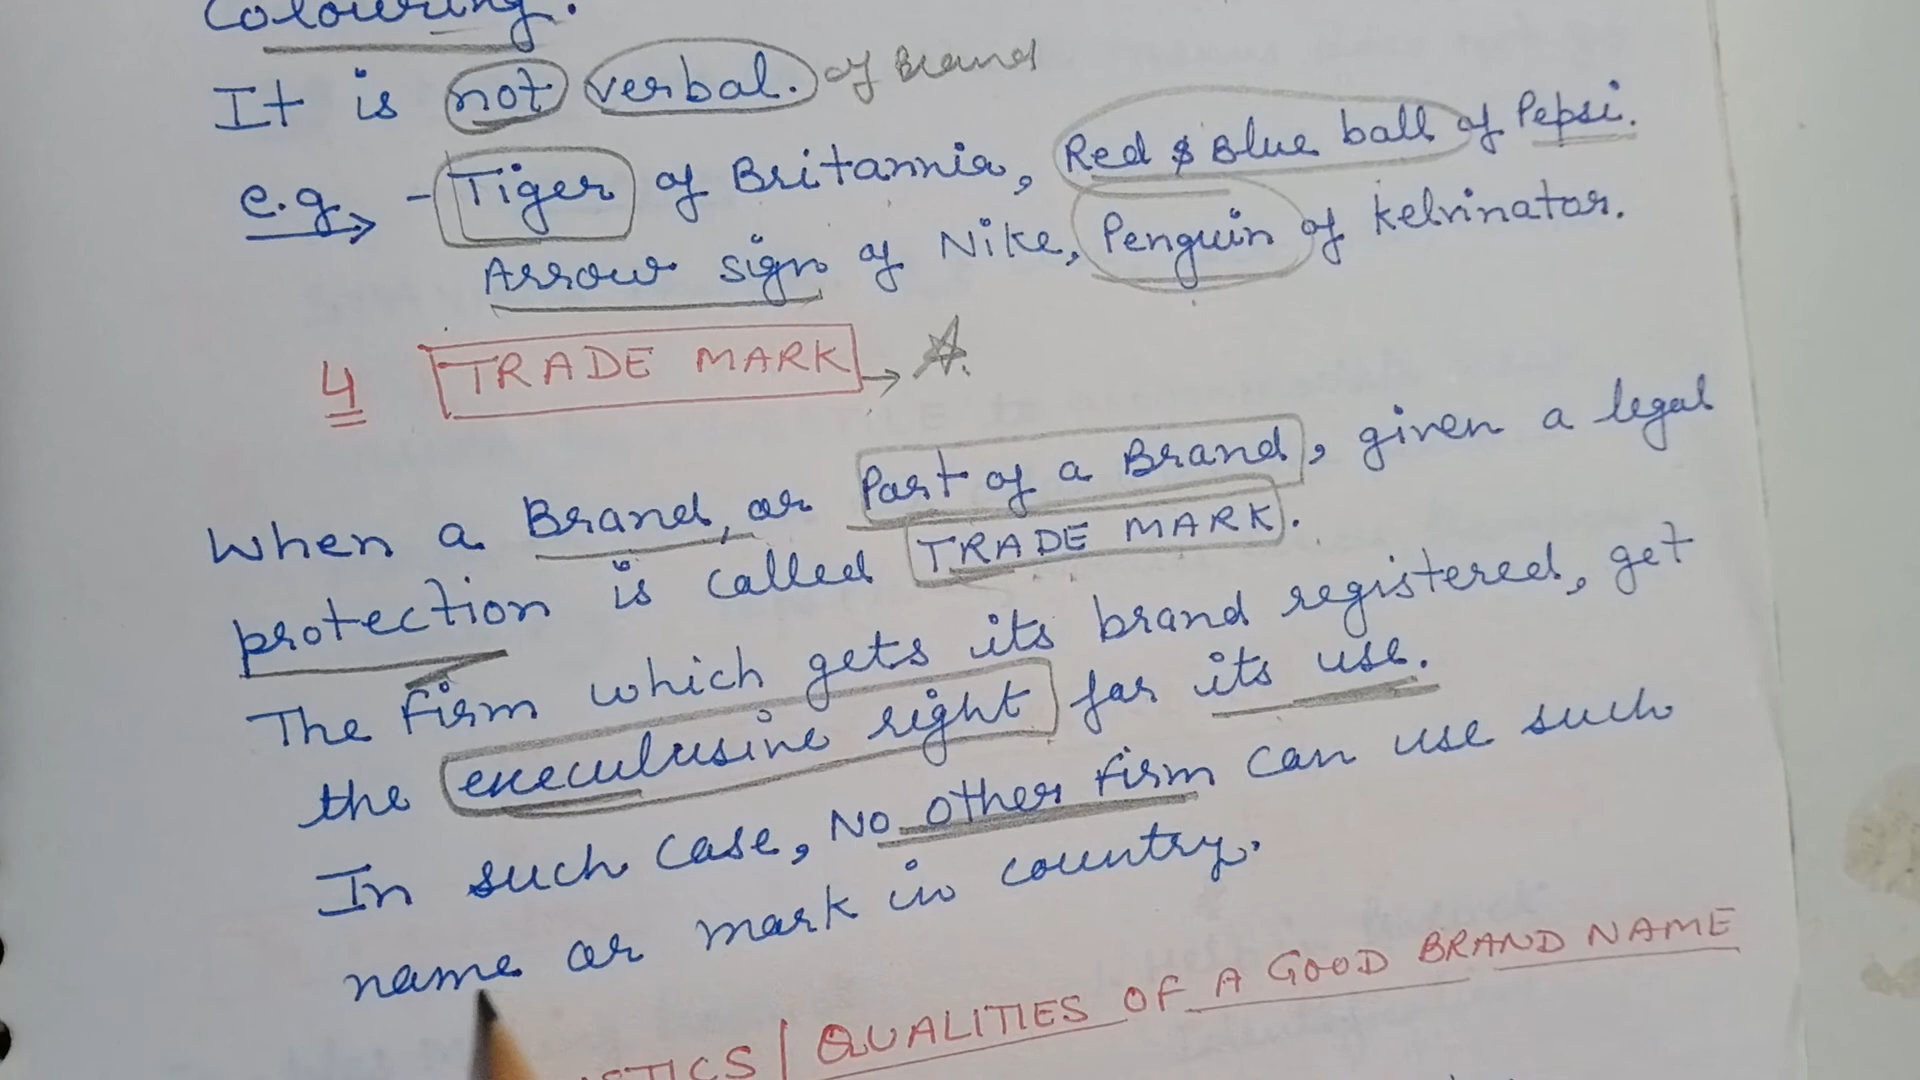 Colouring.
It is not verbal. of Brand
e.g → - Tiger of Britannia, Red & Blue ball of Pepsi.
Arrow sign of Nike, Penguin of Kelvinator.
4 TRADE MARK →
When a Brand, or Part of a Brand, given a legal
protection is called TRADE MARK.
The firm which gets its brand registered, get
the execulusive right for its use.
In such case, No other firm can use such
name or mark in country.
STICS / QUALITIES OF A GOOD BRAND NAME